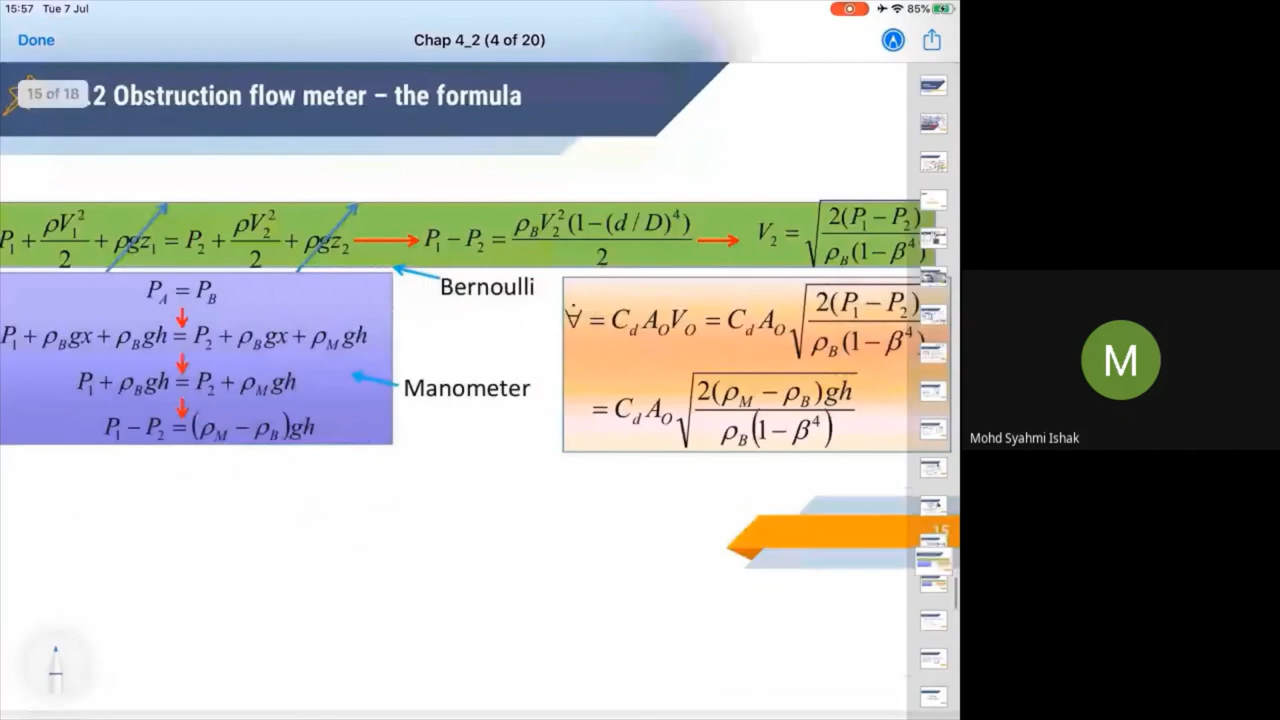 15:57 Tue 7 Jul
85%
Done
Chap 4_2 (4 of 20)
15 of 18
.2 Obstruction flow meter – the formula
P₁ + ρV₁²/2 + ρgz₁ = P₂ + ρV₂²/2 + ρgz₂ → P₁ − P₂ = ρ_B V₂²(1−(d/D)⁴)/2 → V₂ = √(2(P₁ − P₂)/ρ_B(1−β⁴)
Bernoulli
P_A = P_B
P₁ + ρ_B gx + ρ_B gh = P₂ + ρ_B gx + ρ_M gh
P₁ + ρ_B gh = P₂ + ρ_M gh
P₁ − P₂ = (ρ_M − ρ_B)gh
Manometer
∀̇ = C_d A_O V_O = C_d A_O √(2(P₁ − P₂)/ρ_B(1−β⁴)
= C_d A_O √(2(ρ_M − ρ_B)gh/ρ_B(1−β⁴))
15
M
Mohd Syahmi Ishak